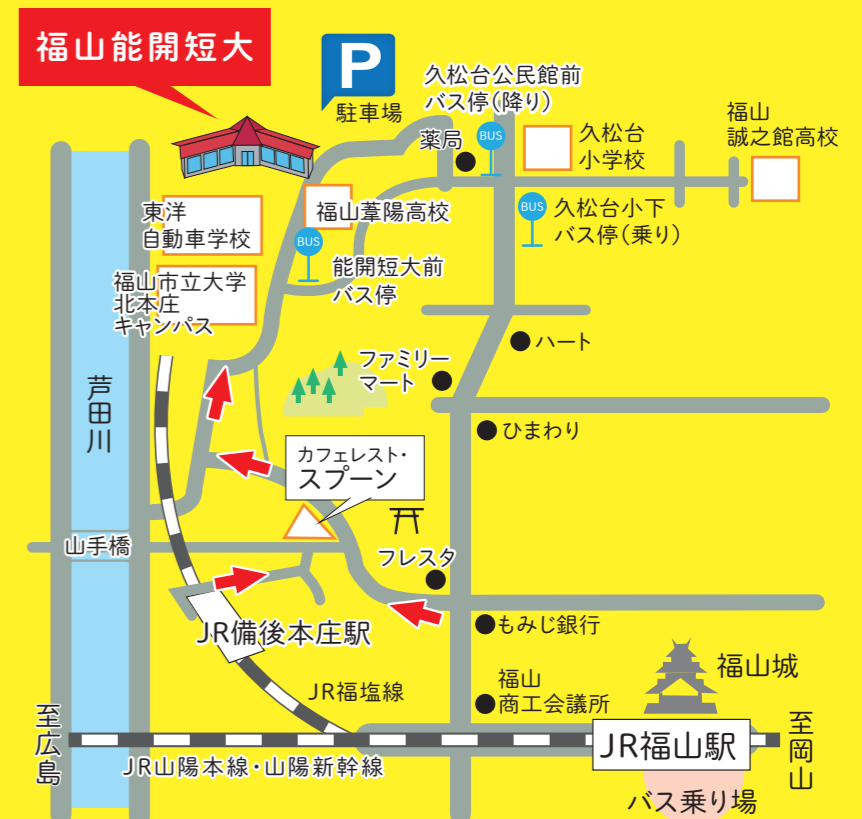 福山能開短大
P
駐車場
久松台公民館前
バス停(降り)
薬局
BUS
久松台
小学校
福山
誠之館高校
東洋
自動車学校
福山葦陽高校
BUS
久松台小下
バス停(乗り)
BUS
能開短大前
バス停
福山市立大学
北本庄
キャンパス
ハート
ファミリー
マート
芦田川
ひまわり
カフェレスト・
スプーン
山手橋
フレスタ
JR備後本庄駅
もみじ銀行
JR福塩線
福山
商工会議所
福山城
至広島
JR福山駅
至岡山
JR山陽本線・山陽新幹線
バス乗り場